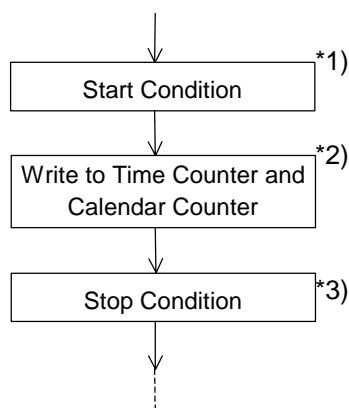 *1)
Start Condition
*2)
Write to Time Counter and
Calendar Counter
*3)
Stop Condition